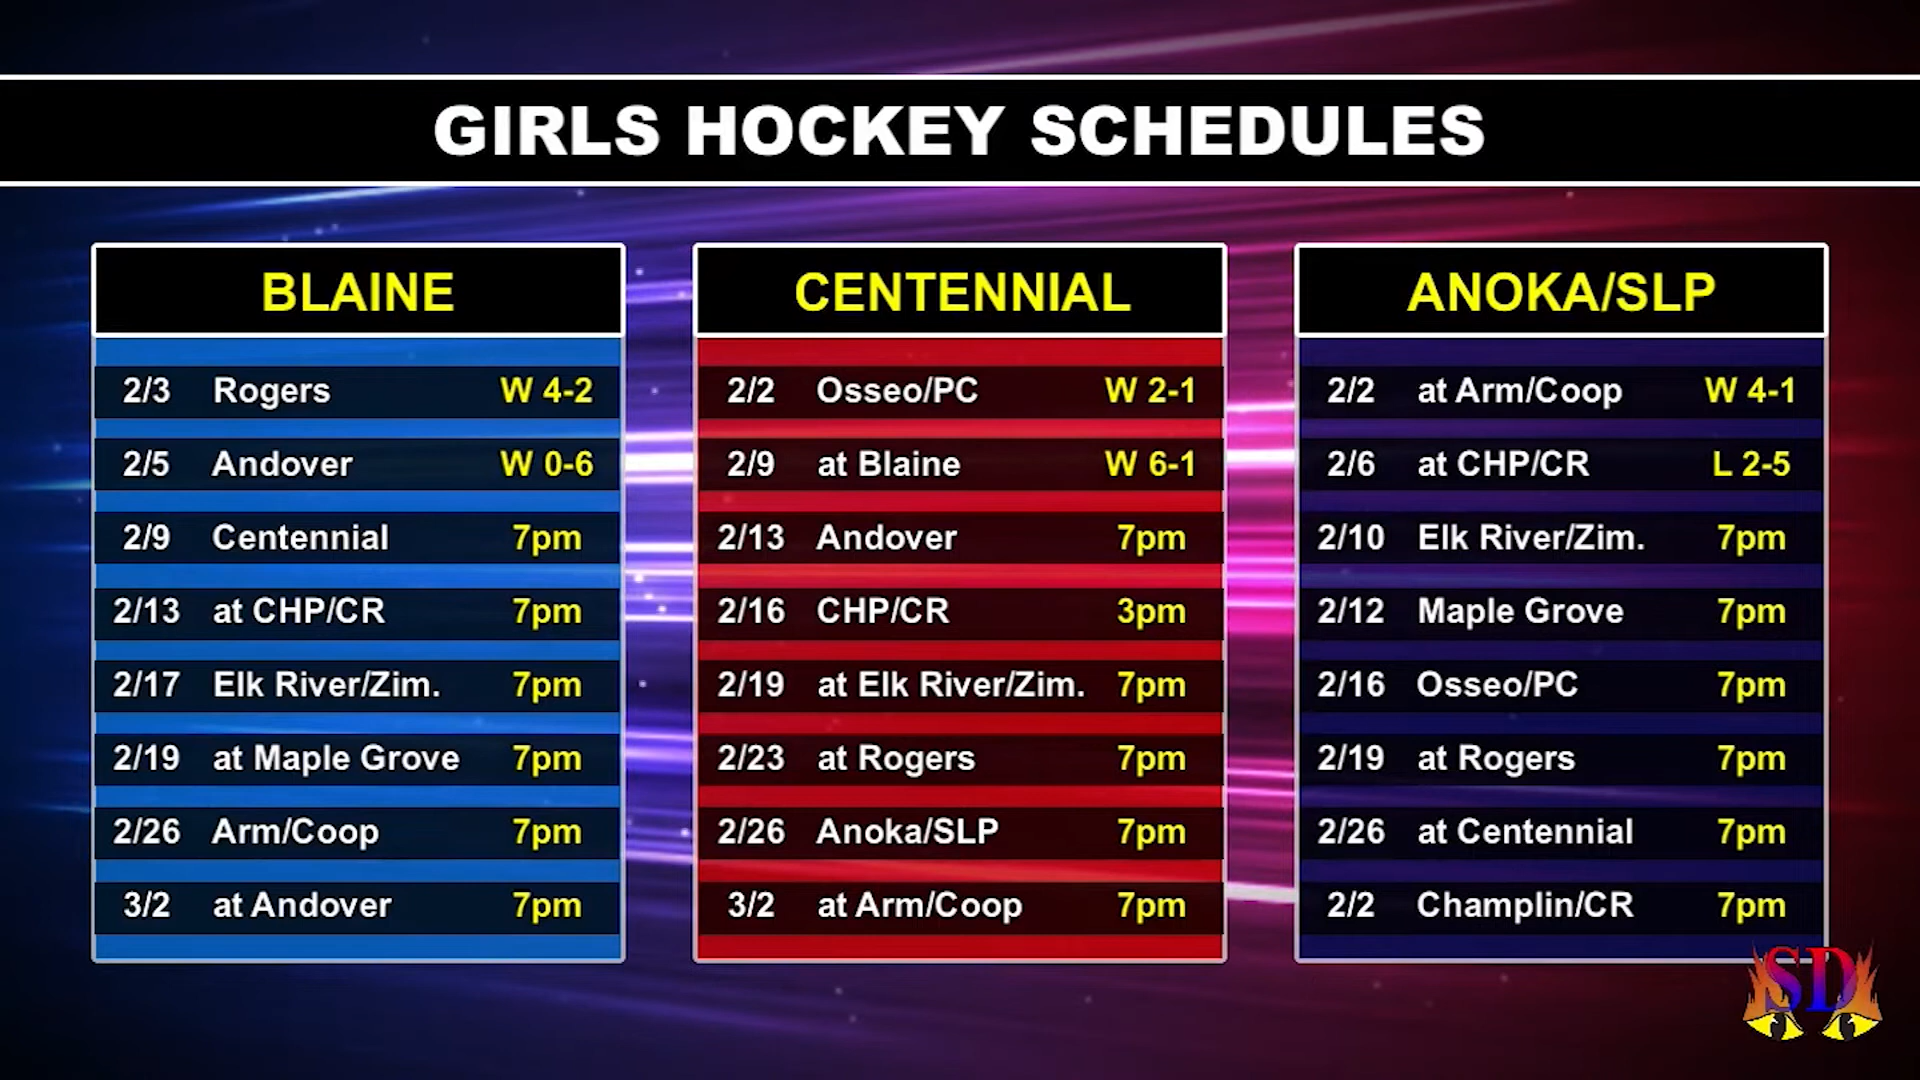 GIRLS HOCKEY SCHEDULES
BLAINE
2/3 Rogers W 4-2
2/5 Andover W 0-6
2/9 Centennial 7pm
2/13 at CHP/CR 7pm
2/17 Elk River/Zim. 7pm
2/19 at Maple Grove 7pm
2/26 Arm/Coop 7pm
3/2 at Andover 7pm
CENTENNIAL
2/2 Osseo/PC W 2-1
2/9 at Blaine W 6-1
2/13 Andover 7pm
2/16 CHP/CR 3pm
2/19 at Elk River/Zim. 7pm
2/23 at Rogers 7pm
2/26 Anoka/SLP 7pm
3/2 at Arm/Coop 7pm
ANOKA/SLP
2/2 at Arm/Coop W 4-1
2/6 at CHP/CR L 2-5
2/10 Elk River/Zim. 7pm
2/12 Maple Grove 7pm
2/16 Osseo/PC 7pm
2/19 at Rogers 7pm
2/26 at Centennial 7pm
2/2 Champlin/CR 7pm
SD